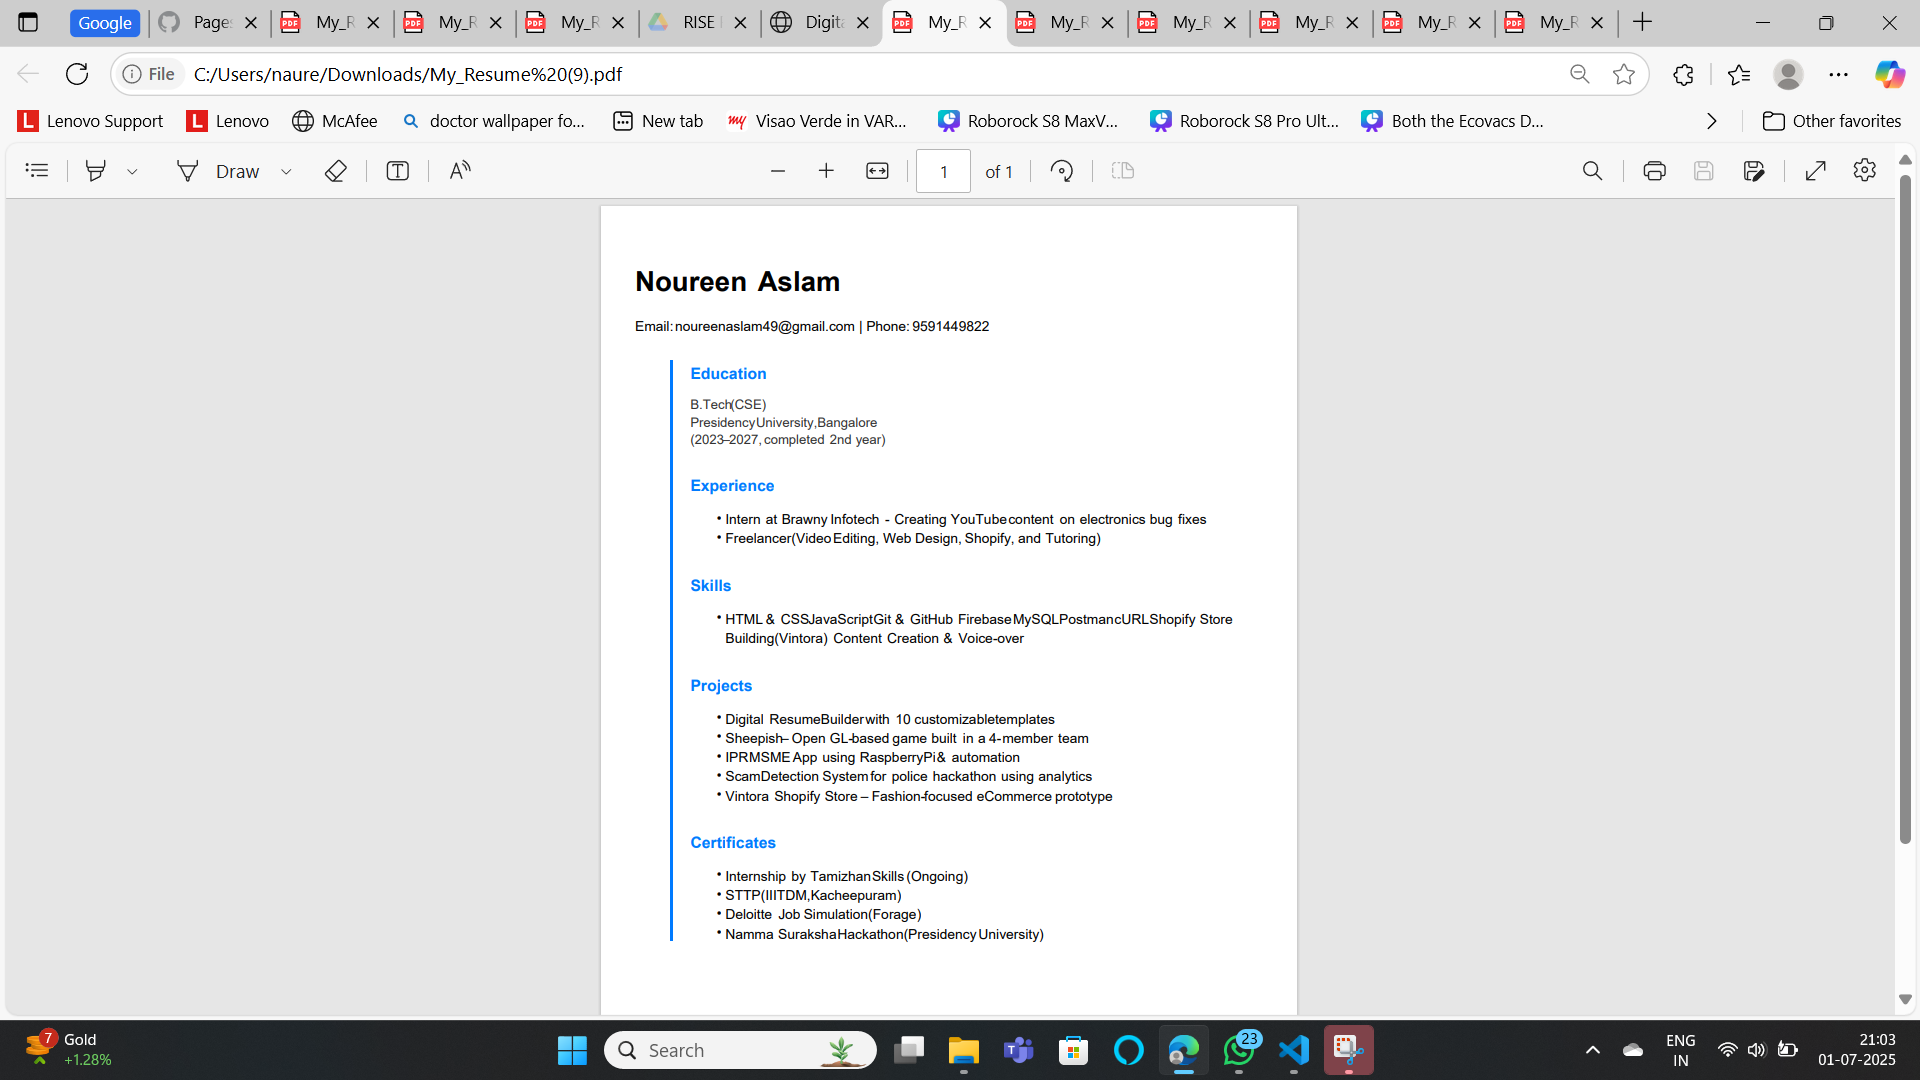 Google
Page
My_R
My_R
My_R
RISE
Digita
My_R
My_R
My_R
My_R
My_R
My_R
File
C:/Users/naure/Downloads/My_Resume%20(9).pdf
Lenovo Support
Lenovo
McAfee
doctor wallpaper fo...
New tab
my Visao Verde in VAR...
Roborock S8 MaxV...
Roborock S8 Pro Ult...
Both the Ecovacs D...
Other favorites
Draw
1 of 1
Noureen Aslam
Email: noureenaslam49@gmail.com | Phone: 9591449822
Education
B.Tech(CSE)
Presidency University,Bangalore
(2023–2027, completed 2nd year)
Experience
• Intern at Brawny Infotech - Creating YouTube content on electronics bug fixes
• Freelancer(Video Editing, Web Design, Shopify, and Tutoring)
Skills
• HTML & CSSJavaScriptGit & GitHub FirebaseMySQLPostmancURLShopify Store
Building(Vintora) Content Creation & Voice-over
Projects
• Digital ResumeBuilderwith 10 customizabletemplates
• Sheepish– Open GL-based game built in a 4-member team
• IPRMSME App using RaspberryPi & automation
• ScamDetection System for police hackathon using analytics
• Vintora Shopify Store – Fashion-focused eCommerce prototype
Certificates
• Internship by TamizhanSkills (Ongoing)
• STTP(IIITDM,Kacheepuram)
• Deloitte Job Simulation(Forage)
• Namma SurakshaHackathon(Presidency University)
7
Gold
+1.28%
Search
23
ENG
IN
21:03
01-07-2025